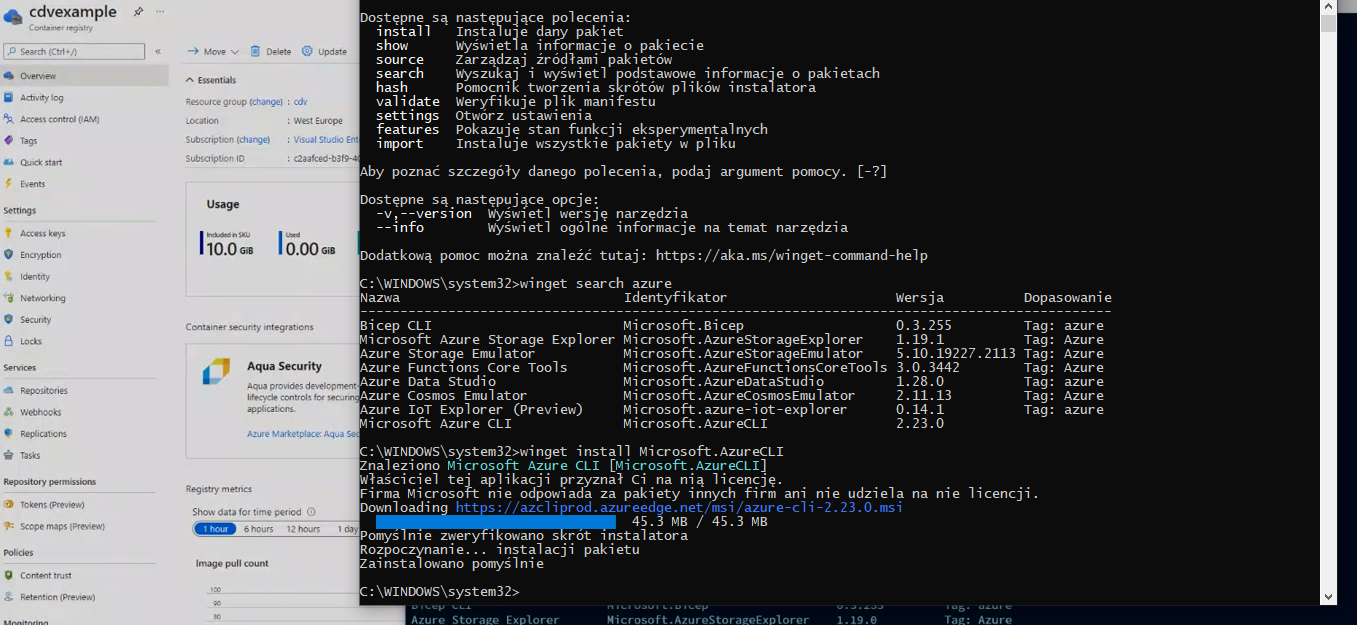 cdvexample
Container registry
Search (Ctrl+/)
Overview
Activity log
Access control (IAM)
Tags
Quick start
Events
Settings
Access keys
Encryption
Identity
Networking
Security
Locks
Services
Repositories
Webhooks
Replications
Tasks
Repository permissions
Tokens (Preview)
Scope maps (Preview)
Policies
Content trust
Retention (Preview)
Monitoring
Move
Delete
Update
Essentials
Resource group (change) : cdv
Location : West Europe
Subscription (change) : Visual Studio Ente
Subscription ID : c2aafced-b3f9-40
Usage
Included in SKU
10.0 GiB
Used
0.00 GiB
Container security integrations
Aqua Security
Aqua provides development-
lifecycle controls for securing
applications.
Azure Marketplace: Aqua Sec
Registry metrics
Show data for time period
1 hour 6 hours 12 hours 1 day
Image pull count
100
90
80
Dostępne są następujące polecenia:
install Instaluje dany pakiet
show Wyświetla informacje o pakiecie
source Zarządzaj źródłami pakietów
search Wyszukaj i wyświetl podstawowe informacje o pakietach
hash Pomocnik tworzenia skrótów plików instalatora
validate Weryfikuje plik manifestu
settings Otwórz ustawienia
features Pokazuje stan funkcji eksperymentalnych
import Instaluje wszystkie pakiety w pliku
Aby poznać szczegóły danego polecenia, podaj argument pomocy. [-?]
Dostępne są następujące opcje:
-v,--version Wyświetl wersję narzędzia
--info Wyświetl ogólne informacje na temat narzędzia
Dodatkową pomoc można znaleźć tutaj: https://aka.ms/winget-command-help
C:\WINDOWS\system32>winget search azure
Nazwa Identyfikator Wersja Dopasowanie
Bicep CLI Microsoft.Bicep 0.3.255 Tag: azure
Microsoft Azure Storage Explorer Microsoft.AzureStorageExplorer 1.19.1 Tag: Azure
Azure Storage Emulator Microsoft.AzureStorageEmulator 5.10.19227.2113 Tag: Azure
Azure Functions Core Tools Microsoft.AzureFunctionsCoreTools 3.0.3442 Tag: Azure
Azure Data Studio Microsoft.AzureDataStudio 1.28.0 Tag: Azure
Azure Cosmos Emulator Microsoft.AzureCosmosEmulator 2.11.13 Tag: Azure
Azure IoT Explorer (Preview) Microsoft.azure-iot-explorer 0.14.1 Tag: azure
Microsoft Azure CLI Microsoft.AzureCLI 2.23.0
C:\WINDOWS\system32>winget install Microsoft.AzureCLI
Znaleziono Microsoft Azure CLI [Microsoft.AzureCLI]
Właściciel tej aplikacji przyznał Ci na nią licencję.
Firma Microsoft nie odpowiada za pakiety innych firm ani nie udziela na nie licencji.
Downloading https://azcliprod.azureedge.net/msi/azure-cli-2.23.0.msi
45.3 MB / 45.3 MB
Pomyślnie zweryfikowano skrót instalatora
Rozpoczynanie... instalacji pakietu
Zainstalowano pomyślnie
C:\WINDOWS\system32>
Bicep CLI Microsoft.Bicep 0.3.255 Tag: azure
Azure Storage Explorer Microsoft.AzureStorageExplorer 1.19.0 Tag: Azure